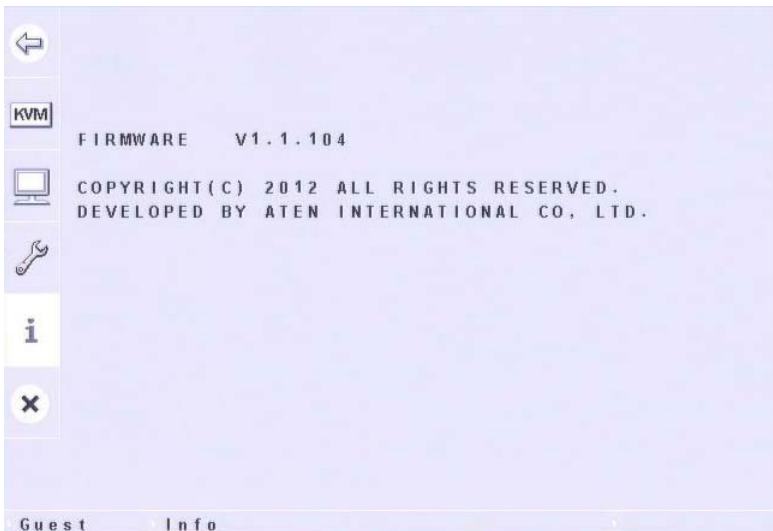 KVM
FIRMWARE V1.1.104
COPYRIGHT(C) 2012 ALL RIGHTS RESERVED.
DEVELOPED BY ATEN INTERNATIONAL CO, LTD.
i
Guest Info